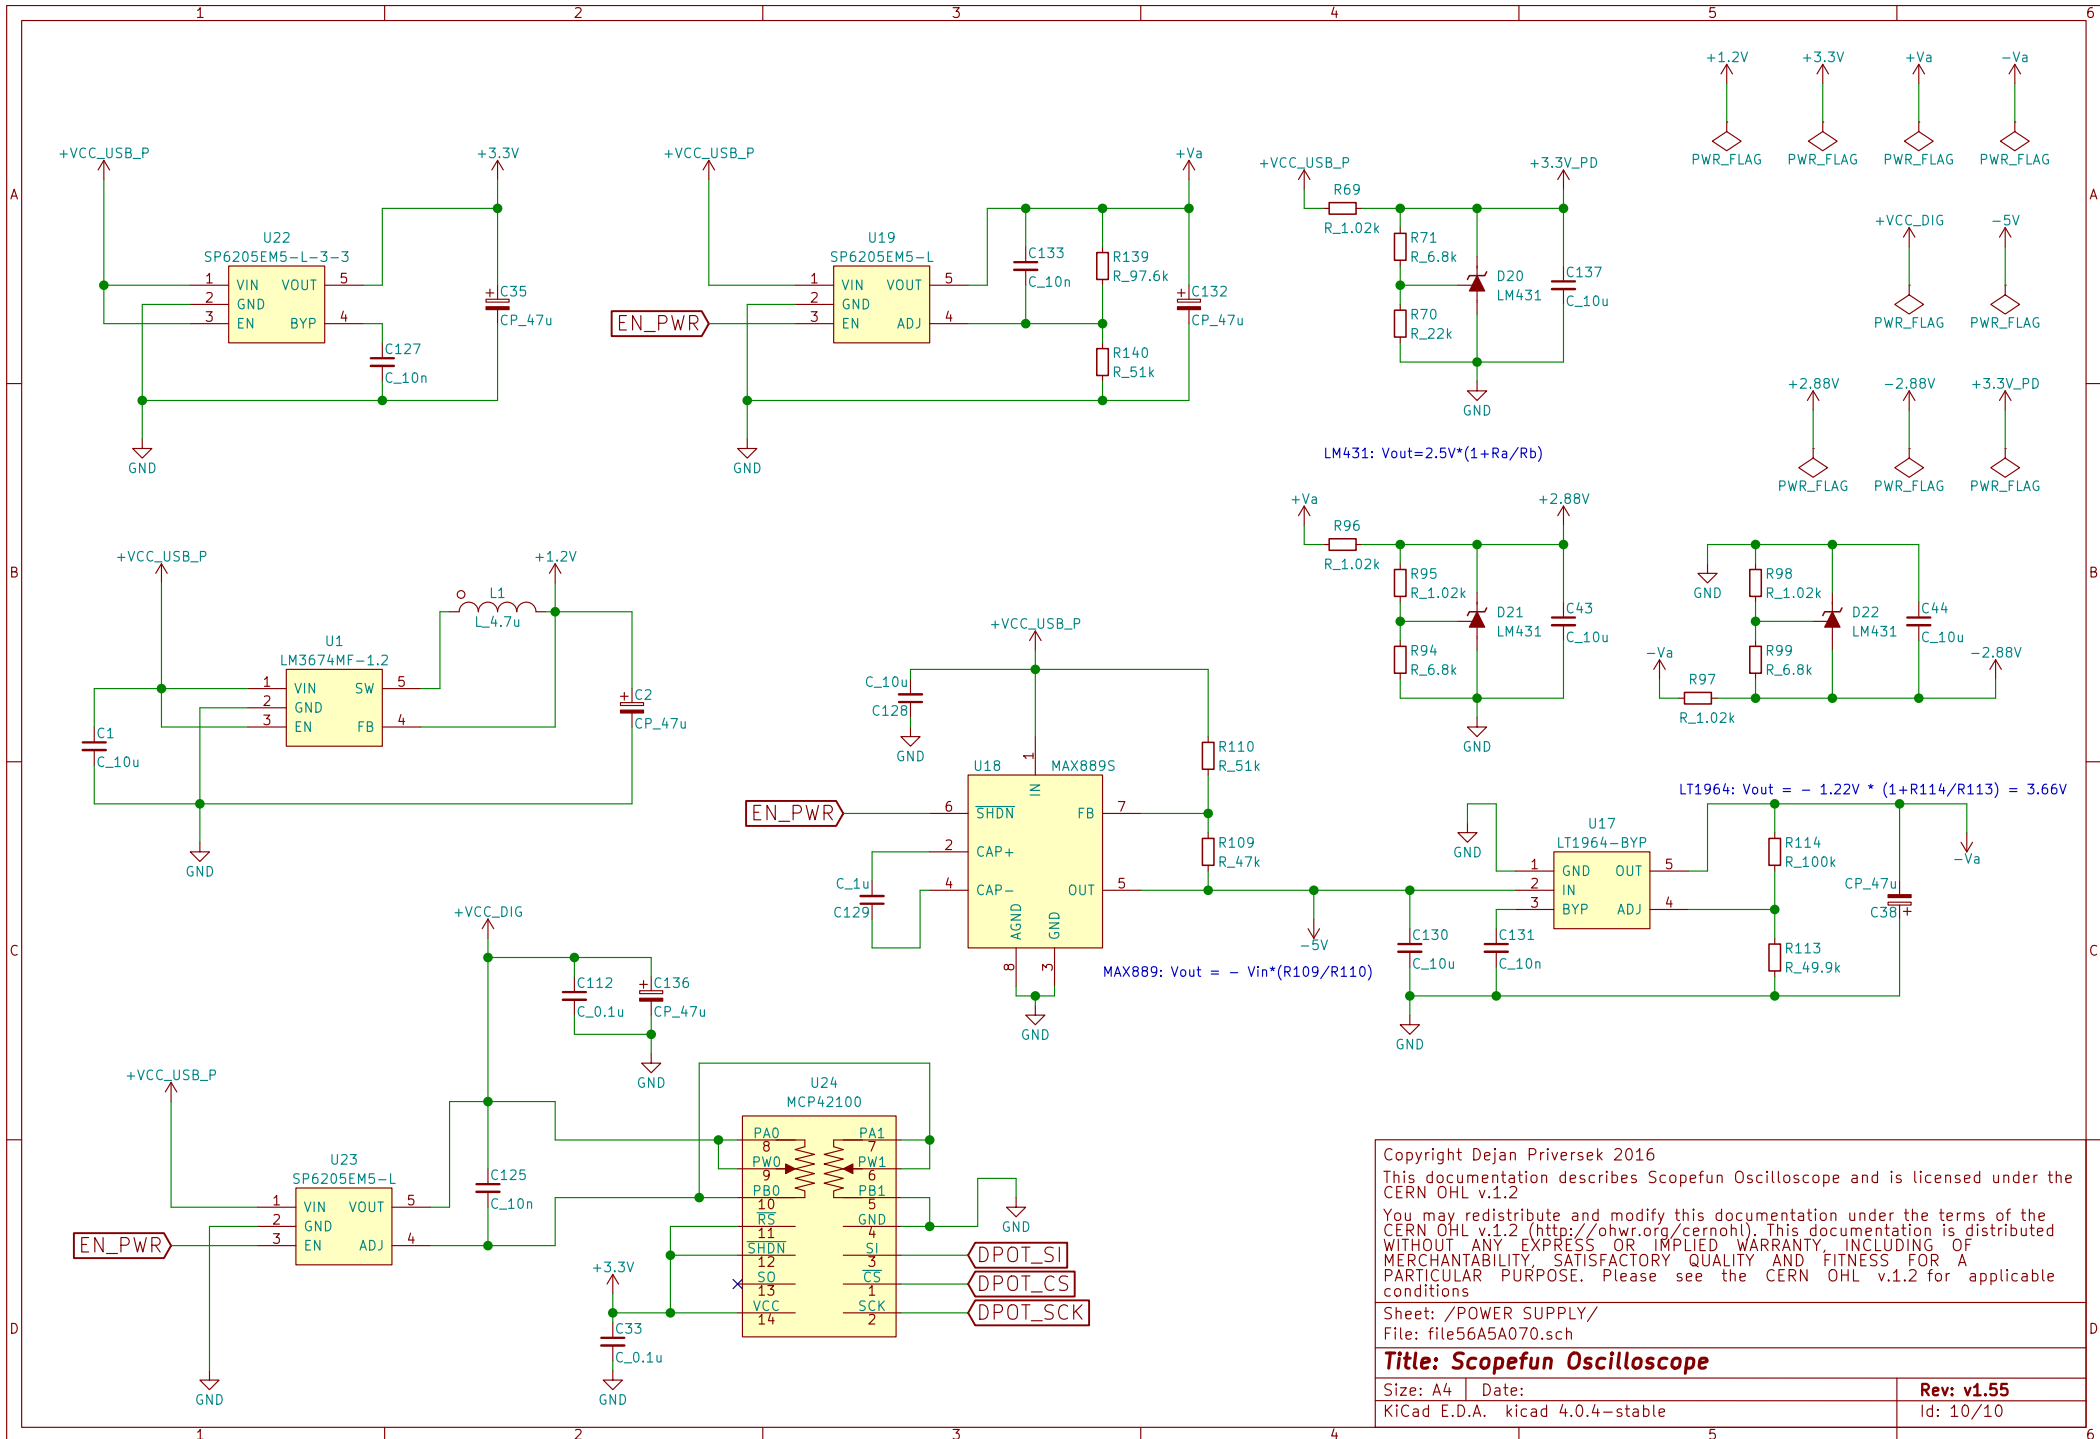 1 2 3 4 5 6
A
B
C
D
A
B
C
D
1 2 3 4 5 6
+VCC_USB_P
+3.3V
U22
SP6205EM5-L-3-3
1 VIN VOUT 5
2 GND
3 EN BYP 4
C35
CP_47u
C127
C_10n
GND
+VCC_USB_P
+Va
U19
SP6205EM5-L
1 VIN VOUT 5
2 GND
3 EN ADJ 4
EN_PWR
C133
C_10n
R139
R_97.6k
R140
R_51k
C132
CP_47u
GND
+VCC_USB_P
+3.3V_PD
R69
R_1.02k
R71
R_6.8k
R70
R_22k
D20
LM431
C137
C_10u
GND
LM431: Vout=2.5V*(1+Ra/Rb)
+1.2V
PWR_FLAG
+3.3V
PWR_FLAG
+Va
PWR_FLAG
-Va
PWR_FLAG
+VCC_DIG
PWR_FLAG
-5V
PWR_FLAG
+2.88V
PWR_FLAG
-2.88V
PWR_FLAG
+3.3V_PD
PWR_FLAG
+VCC_USB_P
+1.2V
L1
L_4.7u
U1
LM3674MF-1.2
1 VIN SW 5
2 GND
3 EN FB 4
C1
C_10u
C2
CP_47u
GND
+Va
+2.88V
R96
R_1.02k
R95
R_1.02k
R94
R_6.8k
D21
LM431
C43
C_10u
GND
GND
R98
R_1.02k
R99
R_6.8k
D22
LM431
C44
C_10u
-Va
R97
R_1.02k
-2.88V
+VCC_USB_P
C_10u
C128
GND
U18 MAX889S
1 IN
6 SHDN
2 CAP+
4 CAP-
FB 7
OUT 5
AGND 8
GND 3
EN_PWR
C_1u
C129
R110
R_51k
R109
R_47k
GND
-5V
MAX889: Vout = - Vin*(R109/R110)
LT1964: Vout = - 1.22V * (1+R114/R113) = 3.66V
GND
U17
LT1964-BYP
1 GND OUT 5
2 IN
3 BYP ADJ 4
C130
C_10u
C131
C_10n
R114
R_100k
R113
R_49.9k
CP_47u
C38
-Va
GND
+VCC_DIG
C112
C_0.1u
C136
CP_47u
GND
+VCC_USB_P
U23
SP6205EM5-L
1 VIN VOUT 5
2 GND
3 EN ADJ 4
EN_PWR
C125
C_10n
GND
U24
MCP42100
PA0 8
PW0 9
PB0 10
RS 11
SHDN 12
SO 13
VCC 14
PA1 7
PW1 6
PB1 5
GND 4
SI 3
CS 1
SCK 2
GND
DPOT_SI
DPOT_CS
DPOT_SCK
+3.3V
C33
C_0.1u
GND
Copyright Dejan Priversek 2016
This documentation describes Scopefun Oscilloscope and is licensed under the
CERN OHL v.1.2
You may redistribute and modify this documentation under the terms of the
CERN OHL v.1.2 (http://ohwr.org/cernohl). This documentation is distributed
WITHOUT ANY EXPRESS OR IMPLIED WARRANTY, INCLUDING OF
MERCHANTABILITY, SATISFACTORY QUALITY AND FITNESS FOR A
PARTICULAR PURPOSE. Please see the CERN OHL v.1.2 for applicable
conditions
Sheet: /POWER SUPPLY/
File: file56A5A070.sch
Title: Scopefun Oscilloscope
Size: A4 Date: Rev: v1.55
KiCad E.D.A. kicad 4.0.4-stable Id: 10/10